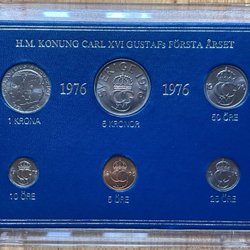 H.M. KONUNG CARL XVI GUSTAFs FÖRSTA ÅRSET
1976 1976
1 KRONA 5 KRONOR 50 ÖRE
10 ÖRE 5 ÖRE 25 ÖRE